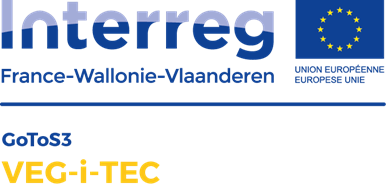 Interreg
France-Wallonie-Vlaanderen
UNION EUROPÉENNE
EUROPESE UNIE
GoToS3
VEG-i-TEC